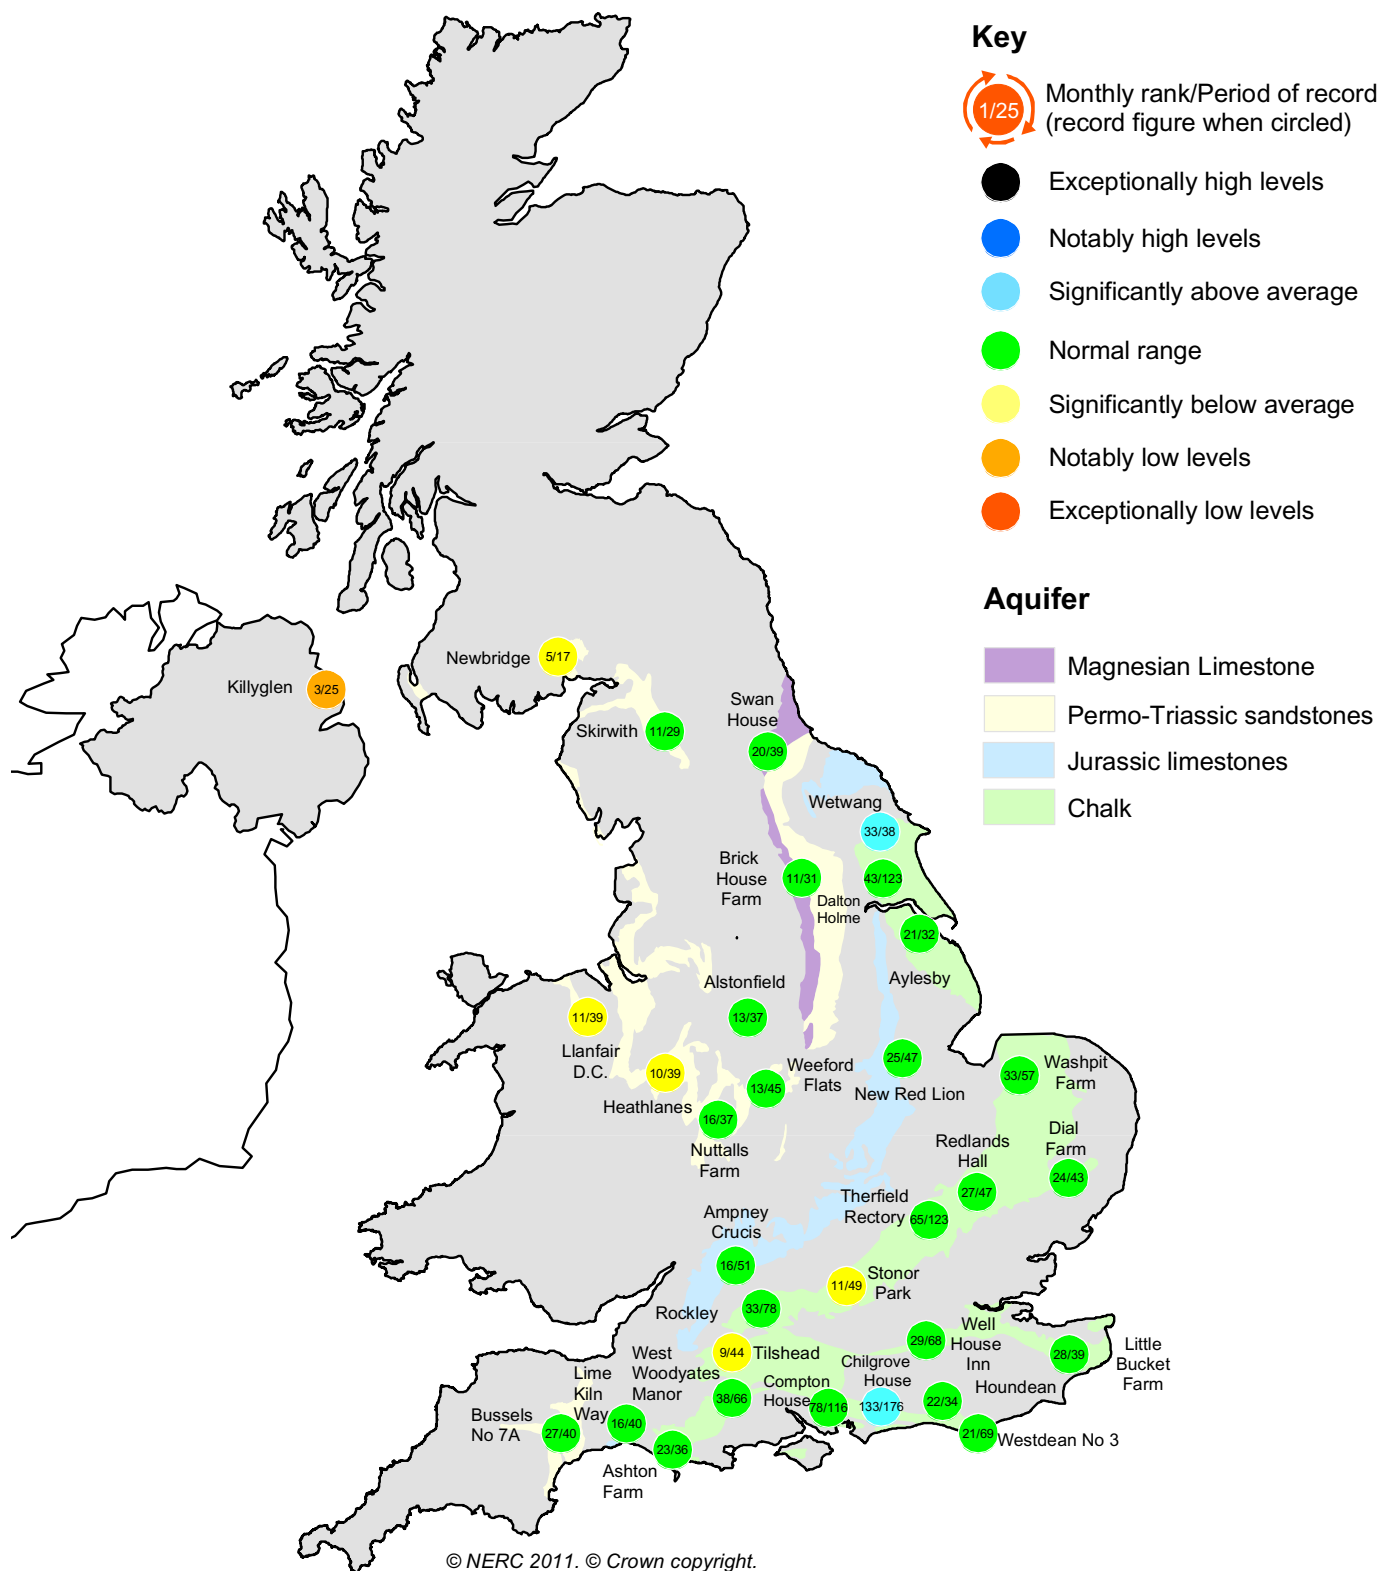 Key
1/25
Monthly rank/Period of record
(record figure when circled)
Exceptionally high levels
Notably high levels
Significantly above average
Normal range
Significantly below average
Notably low levels
Exceptionally low levels
Aquifer
Magnesian Limestone
Permo-Triassic sandstones
Jurassic limestones
Chalk
Newbridge
5/17
Killyglen
3/25
Skirwith
11/29
Swan
House
20/39
Wetwang
33/38
Brick
House
Farm
11/31
43/123
Dalton
Holme
21/32
Aylesby
Alstonfield
13/37
11/39
Llanfair
D.C.
10/39
Heathlanes
Weeford
Flats
13/45
16/37
Nuttalls
Farm
25/47
New Red Lion
33/57
Washpit
Farm
Dial
Farm
24/43
Redlands
Hall
27/47
Therfield
Rectory
65/123
Ampney
Crucis
16/51
11/49
Stonor
Park
Rockley
33/78
9/44
Tilshead
West
Woodyates
Manor
38/66
Lime
Kiln
Way
16/40
Bussels
No 7A
27/40
23/36
Ashton
Farm
Compton
House
78/116
Chilgrove
House
133/176
29/68
Well
House
Inn
28/39
Little
Bucket
Farm
22/34
Houndean
21/69
Westdean No 3
© NERC 2011. © Crown copyright.